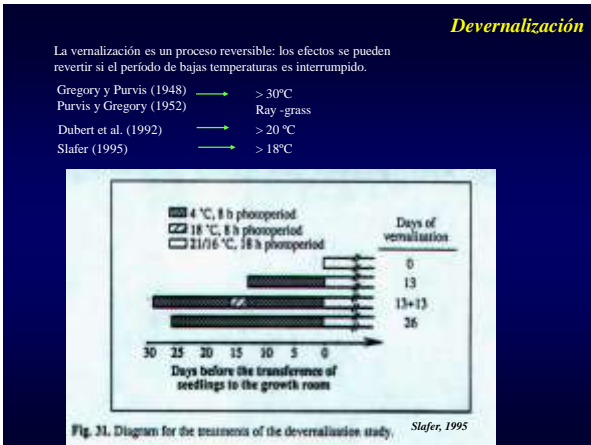 Devernalización
La vernalización es un proceso reversible: los efectos se pueden
revertir si el período de bajas temperaturas es interrumpido.
Gregory y Purvis (1948) > 30ºC
Purvis y Gregory (1952) Ray -grass
Dubert et al. (1992) > 20 ºC
Slafer (1995) > 18ºC
4 °C, 8 h photoperiod
18 °C, 8 h photoperiod
21/16 °C, 18 h photoperiod
Days of
vernalisation
0
13
13+13
26
30 25 20 15 10 5 0
Days before the transference of
seedlings to the growth room
Fig. 31. Diagram for the treatments of the devernalisation study.
Slafer, 1995